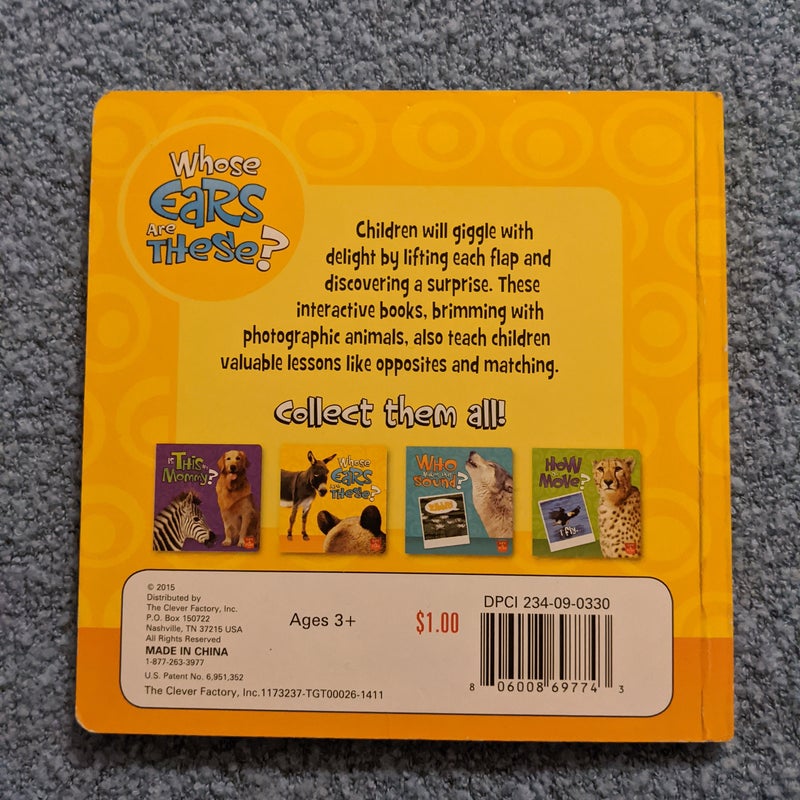 Whose
EARS
Are
THESE?
Children will giggle with
delight by lifting each flap and
discovering a surprise. These
interactive books, brimming with
photographic animals, also teach children
valuable lessons like opposites and matching.
Collect them all!
Is THIS
Mommy?
Whose
EARS
Are
THESE?
WHO
SOUND?
HOW
MOVE?
I fly...
© 2015
Distributed by
The Clever Factory, Inc.
P.O. Box 150722
Nashville, TN 37215 USA
All Rights Reserved
MADE IN CHINA
1-877-263-3977
U.S. Patent No. 6,951,352
The Clever Factory, Inc.1173237-TGT00026-1411
Ages 3+
$1.00
DPCI 234-09-0330
8 06008 69774 3